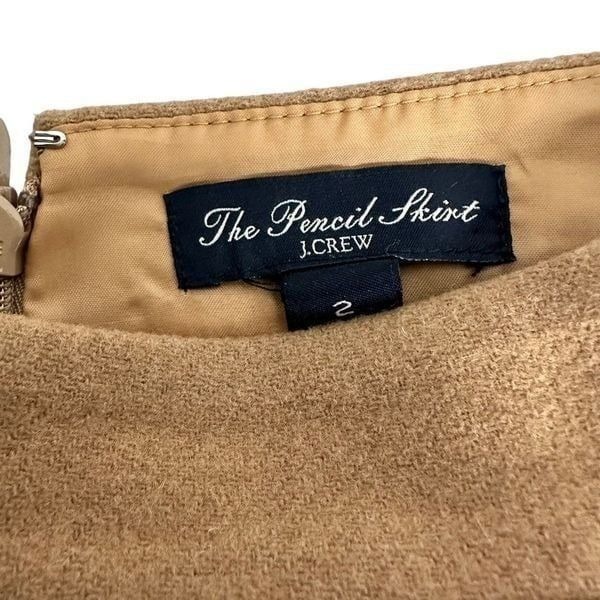 The Pencil Skirt
J.CREW
2